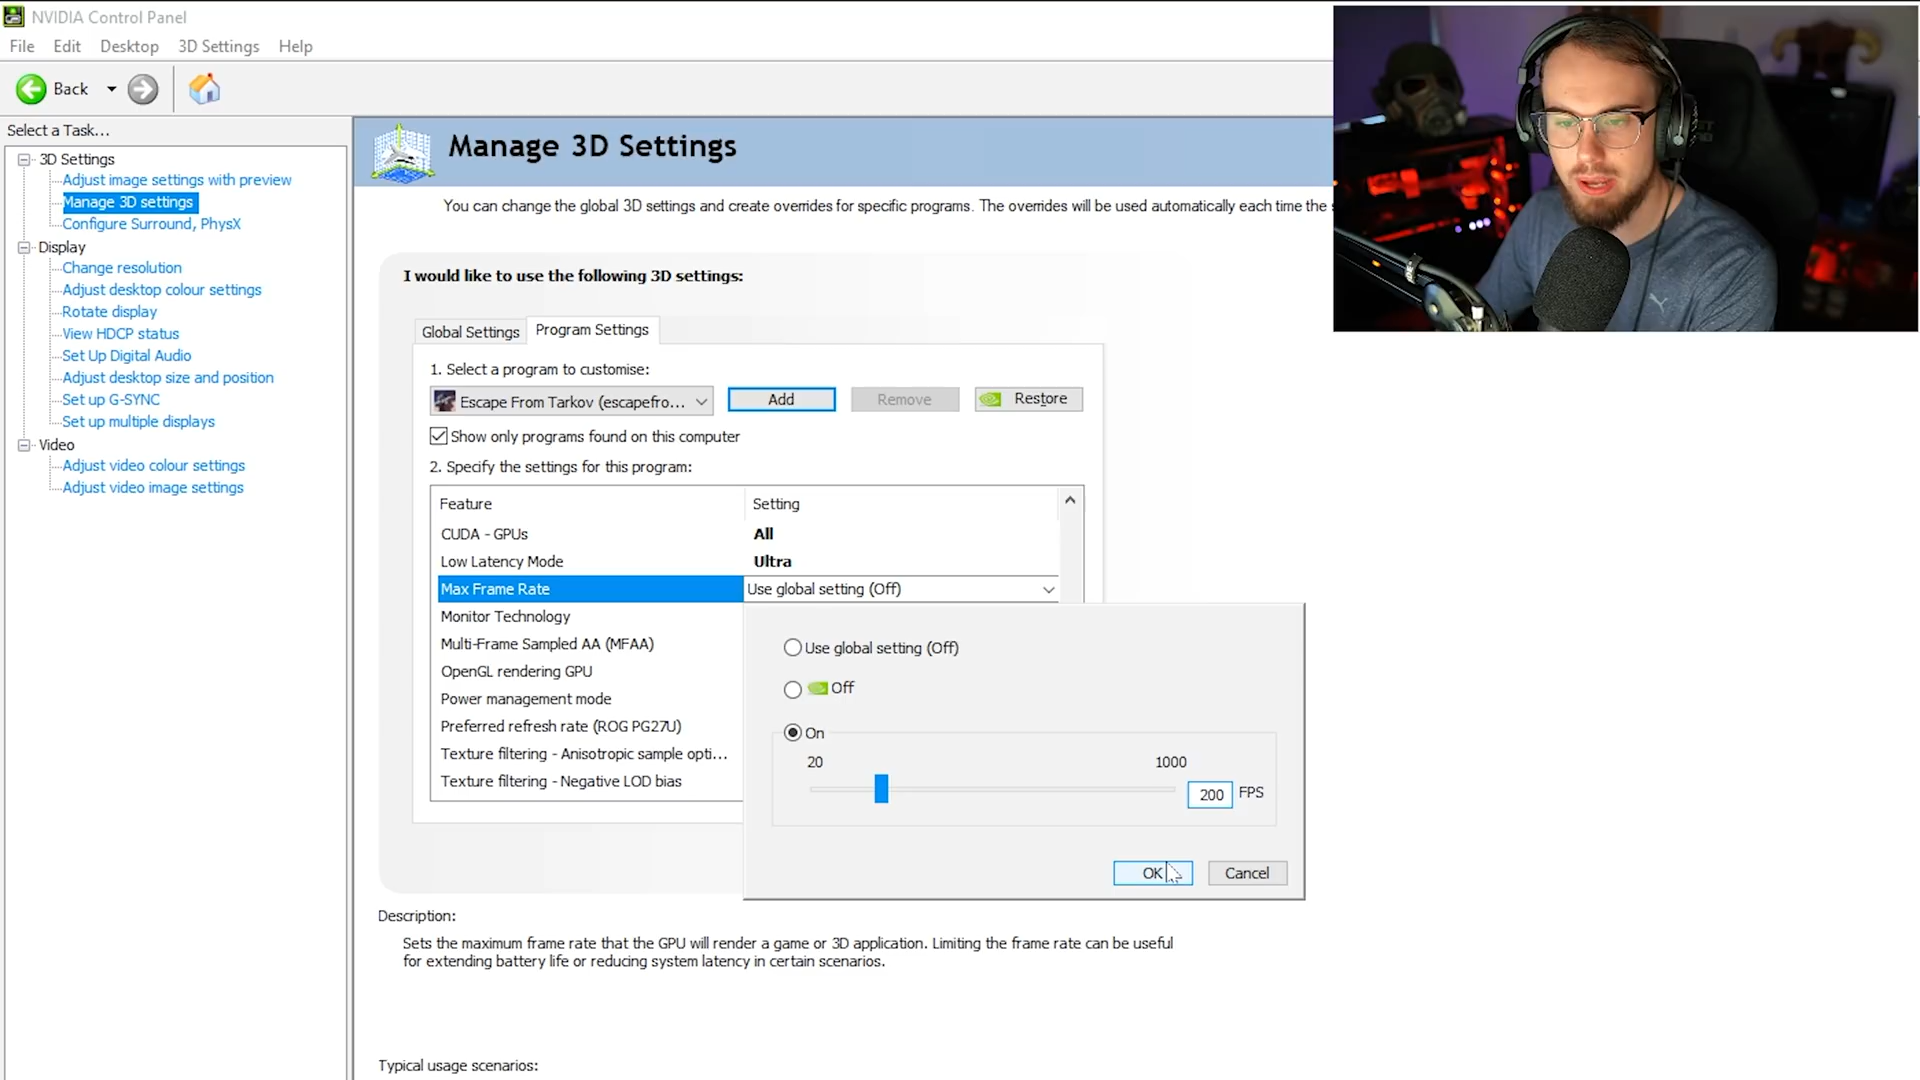 NVIDIA Control Panel
File Edit Desktop 3D Settings Help
Back
Select a Task...
3D Settings
Adjust image settings with preview
Manage 3D settings
Configure Surround, PhysX
Display
Change resolution
Adjust desktop colour settings
Rotate display
View HDCP status
Set Up Digital Audio
Adjust desktop size and position
Set up G-SYNC
Set up multiple displays
Video
Adjust video colour settings
Adjust video image settings
Manage 3D Settings
You can change the global 3D settings and create overrides for specific programs. The overrides will be used automatically each time the s
I would like to use the following 3D settings:
Global Settings Program Settings
1. Select a program to customise:
Escape From Tarkov (escapefro... Add Remove Restore
Show only programs found on this computer
2. Specify the settings for this program:
Feature Setting
CUDA - GPUs All
Low Latency Mode Ultra
Max Frame Rate Use global setting (Off)
Monitor Technology
Multi-Frame Sampled AA (MFAA)
OpenGL rendering GPU
Power management mode
Preferred refresh rate (ROG PG27U)
Texture filtering - Anisotropic sample opti...
Texture filtering - Negative LOD bias
Use global setting (Off)
Off
On
20 1000
200 FPS
OK Cancel
Description:
Sets the maximum frame rate that the GPU will render a game or 3D application. Limiting the frame rate can be useful
for extending battery life or reducing system latency in certain scenarios.
Typical usage scenarios: